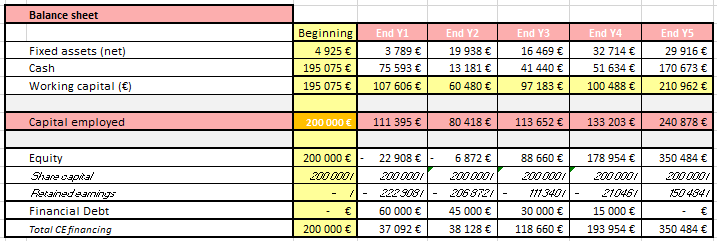 Balance sheet
Beginning End Y1 End Y2 End Y3 End Y4 End Y5
Fixed assets (net) 4 925 € 3 789 € 19 938 € 16 469 € 32 714 € 29 916 €
Cash 195 075 € 75 593 € 13 181 € 41 440 € 51 634 € 170 673 €
Working capital (€) 195 075 € 107 606 € 60 480 € 97 183 € 100 488 € 210 962 €
Capital employed 200 000 € 111 395 € 80 418 € 113 652 € 133 203 € 240 878 €
Equity 200 000 € - 22 908 € - 6 872 € 88 660 € 178 954 € 350 484 €
Share capital 200 000 € 200 000 € 200 000 € 200 000 € 200 000 € 200 000 €
Retained earnings - € - 222 908 € - 206 872 € - 111 340 € - 21 046 € 150 484 €
Financial Debt - € 60 000 € 45 000 € 30 000 € 15 000 € - €
Total CE financing 200 000 € 37 092 € 38 128 € 118 660 € 193 954 € 350 484 €